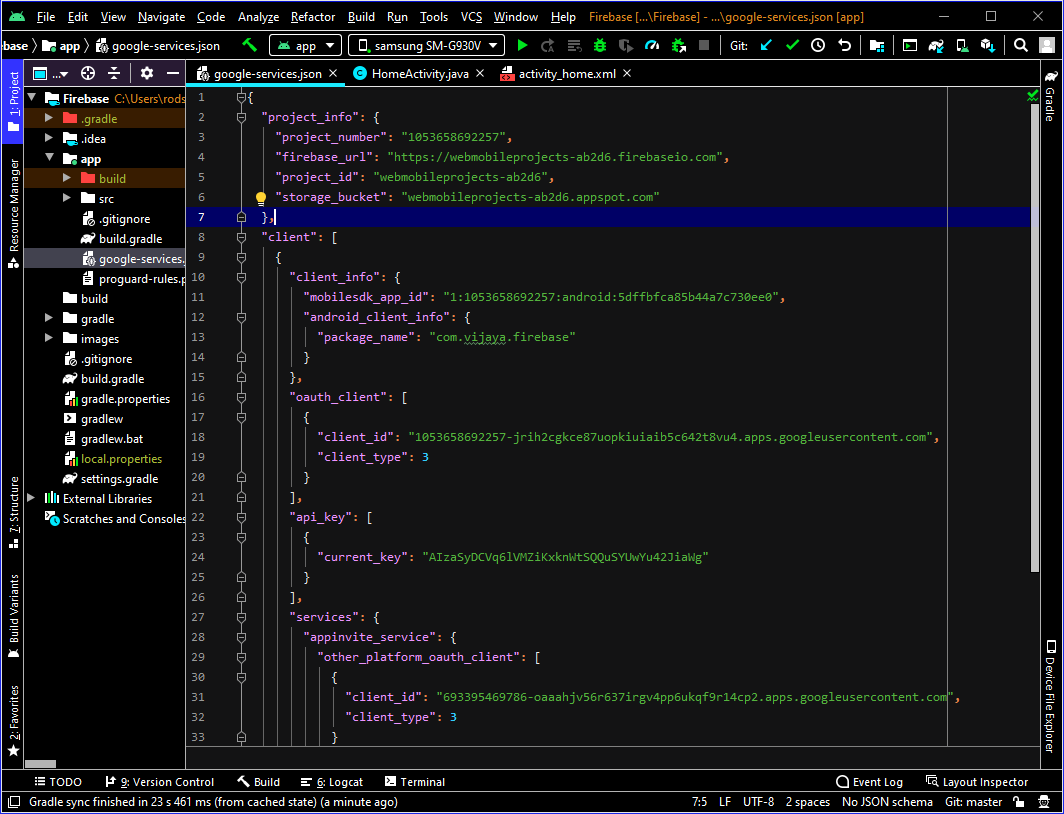 File Edit View Navigate Code Analyze Refactor Build Run Tools VCS Window Help Firebase [...\Firebase] - ...\google-services.json [app]
base app google-services.json app samsung SM-G930V Git:
... google-services.json HomeActivity.java activity_home.xml
1: Project
Resource Manager
7: Structure
Build Variants
2: Favorites
Firebase C:\Users\rods
.gradle
.idea
app
build
src
.gitignore
build.gradle
google-services.
proguard-rules.p
build
gradle
images
.gitignore
build.gradle
gradle.properties
gradlew
gradlew.bat
local.properties
settings.gradle
External Libraries
Scratches and Consoles
1 {
2 "project_info": {
3 "project_number": "1053658692257",
4 "firebase_url": "https://webmobileprojects-ab2d6.firebaseio.com",
5 "project_id": "webmobileprojects-ab2d6",
6 "storage_bucket": "webmobileprojects-ab2d6.appspot.com"
7 },
8 "client": [
9 {
10 "client_info": {
11 "mobilesdk_app_id": "1:1053658692257:android:5dffbfca85b44a7c730ee0",
12 "android_client_info": {
13 "package_name": "com.vijaya.firebase"
14 }
15 },
16 "oauth_client": [
17 {
18 "client_id": "1053658692257-jrih2cgkce87uopkiuiaib5c642t8vu4.apps.googleusercontent.com",
19 "client_type": 3
20 }
21 ],
22 "api_key": [
23 {
24 "current_key": "AIzaSyDCVq6lVMZiKxknWtSQQuSYUwYu42JiaWg"
25 }
26 ],
27 "services": {
28 "appinvite_service": {
29 "other_platform_oauth_client": [
30 {
31 "client_id": "693395469786-oaaahjv56r637irgv4pp6ukqf9r14cp2.apps.googleusercontent.com",
32 "client_type": 3
33 }
Gradle
Device File Explorer
TODO 9: Version Control Build 6: Logcat Terminal Event Log Layout Inspector
Gradle sync finished in 23 s 461 ms (from cached state) (a minute ago) 7:5 LF UTF-8 2 spaces No JSON schema Git: master